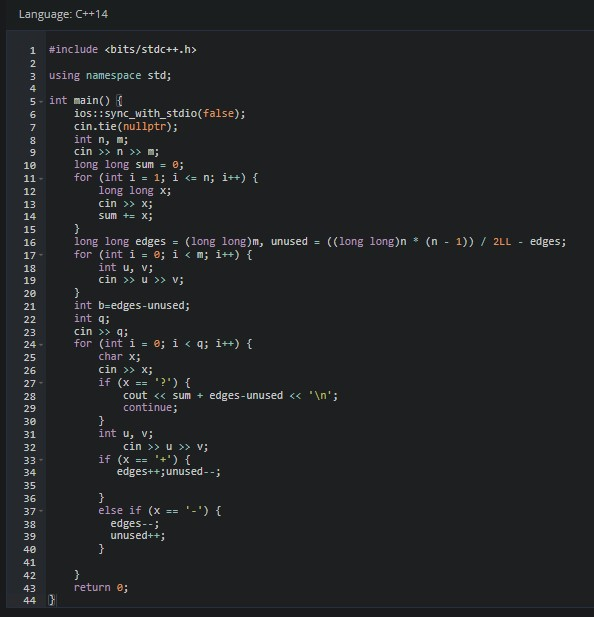 Language: C++14
1 #include <bits/stdc++.h>
2
3 using namespace std;
4
5 int main() {
6     ios::sync_with_stdio(false);
7     cin.tie(nullptr);
8     int n, m;
9     cin >> n >> m;
10     long long sum = 0;
11     for (int i = 1; i <= n; i++) {
12         long long x;
13         cin >> x;
14         sum += x;
15     }
16     long long edges = (long long)m, unused = ((long long)n * (n - 1)) / 2LL - edges;
17     for (int i = 0; i < m; i++) {
18         int u, v;
19         cin >> u >> v;
20     }
21     int b=edges-unused;
22     int q;
23     cin >> q;
24     for (int i = 0; i < q; i++) {
25         char x;
26         cin >> x;
27         if (x == '?') {
28             cout << sum + edges-unused << '\n';
29             continue;
30         }
31         int u, v;
32             cin >> u >> v;
33         if (x == '+') {
34            edges++;unused--;
35
36         }
37         else if (x == '-') {
38           edges--;
39           unused++;
40         }
41
42     }
43     return 0;
44 }